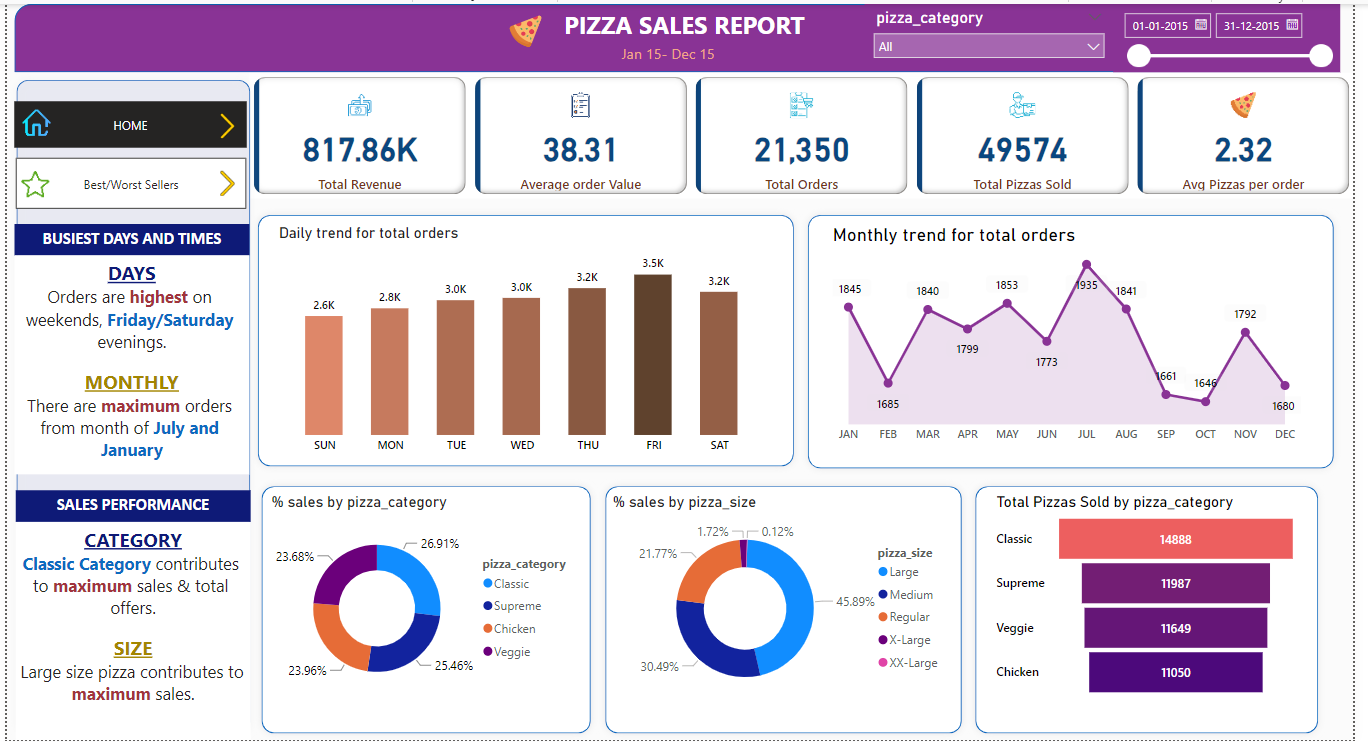 PIZZA SALES REPORT
Jan 15- Dec 15
pizza_category
All
01-01-2015
31-12-2015
HOME
Best/Worst Sellers
817.86K
Total Revenue
38.31
Average order Value
21,350
Total Orders
49574
Total Pizzas Sold
2.32
Avg Pizzas per order
BUSIEST DAYS AND TIMES
DAYS
Orders are highest on
weekends, Friday/Saturday
evenings.
MONTHLY
There are maximum orders
from month of July and
January
SALES PERFORMANCE
CATEGORY
Classic Category contributes
to maximum sales & total
offers.
SIZE
Large size pizza contributes to
maximum sales.
Daily trend for total orders
2.6K
2.8K
3.0K
3.0K
3.2K
3.5K
3.2K
SUN
MON
TUE
WED
THU
FRI
SAT
Monthly trend for total orders
1845
1685
1840
1799
1853
1773
1935
1841
1661
1646
1792
1680
JAN
FEB
MAR
APR
MAY
JUN
JUL
AUG
SEP
OCT
NOV
DEC
% sales by pizza_category
26.91%
25.46%
23.96%
23.68%
pizza_category
Classic
Supreme
Chicken
Veggie
% sales by pizza_size
0.12%
1.72%
21.77%
45.89%
30.49%
pizza_size
Large
Medium
Regular
X-Large
XX-Large
Total Pizzas Sold by pizza_category
Classic 14888
Supreme 11987
Veggie 11649
Chicken 11050